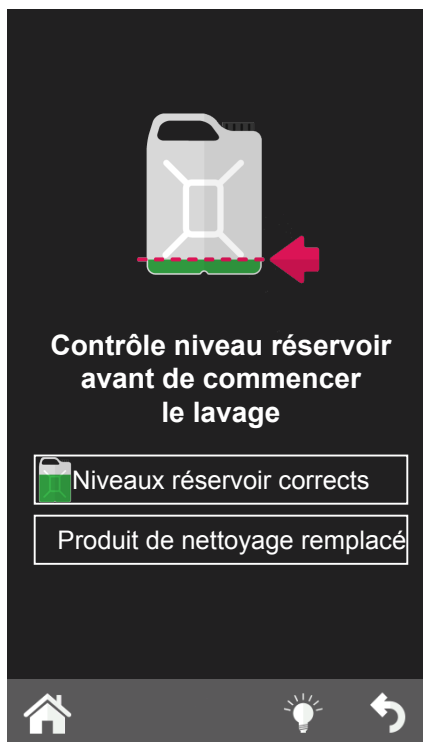 Contrôle niveau réservoir
avant de commencer
le lavage
Niveaux réservoir corrects
Produit de nettoyage remplacé